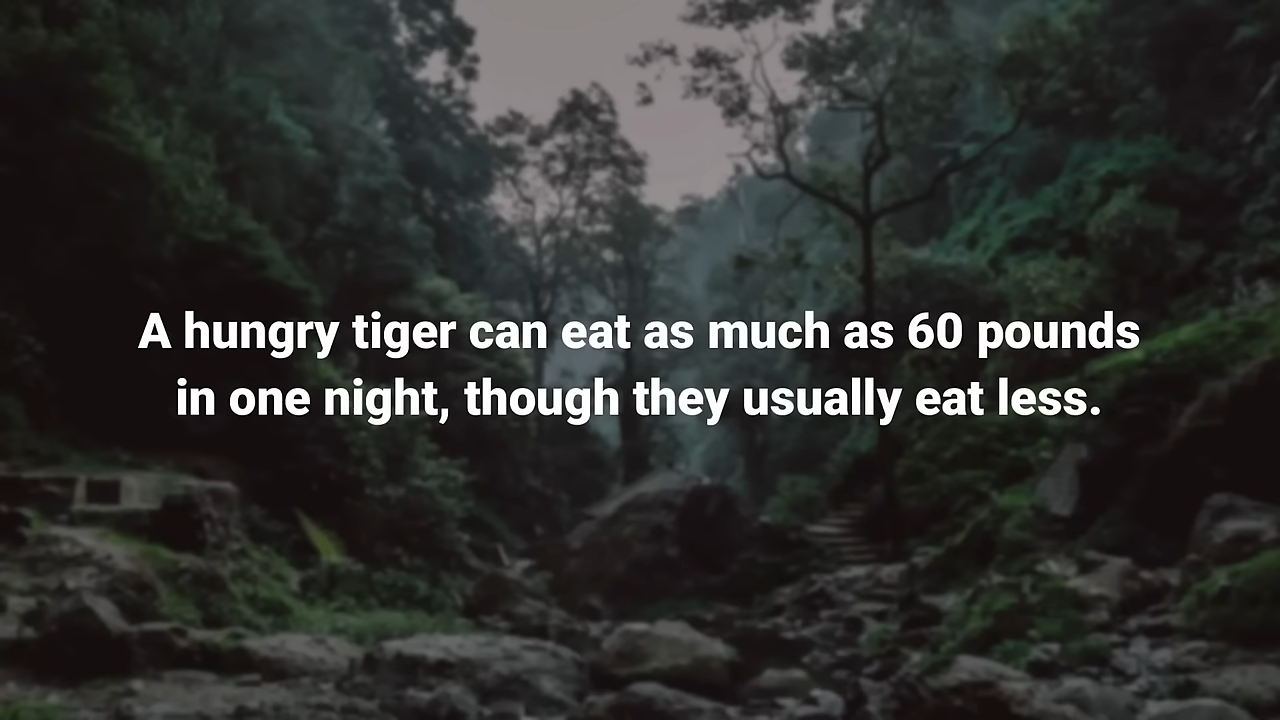 A hungry tiger can eat as much as 60 pounds
in one night, though they usually eat less.